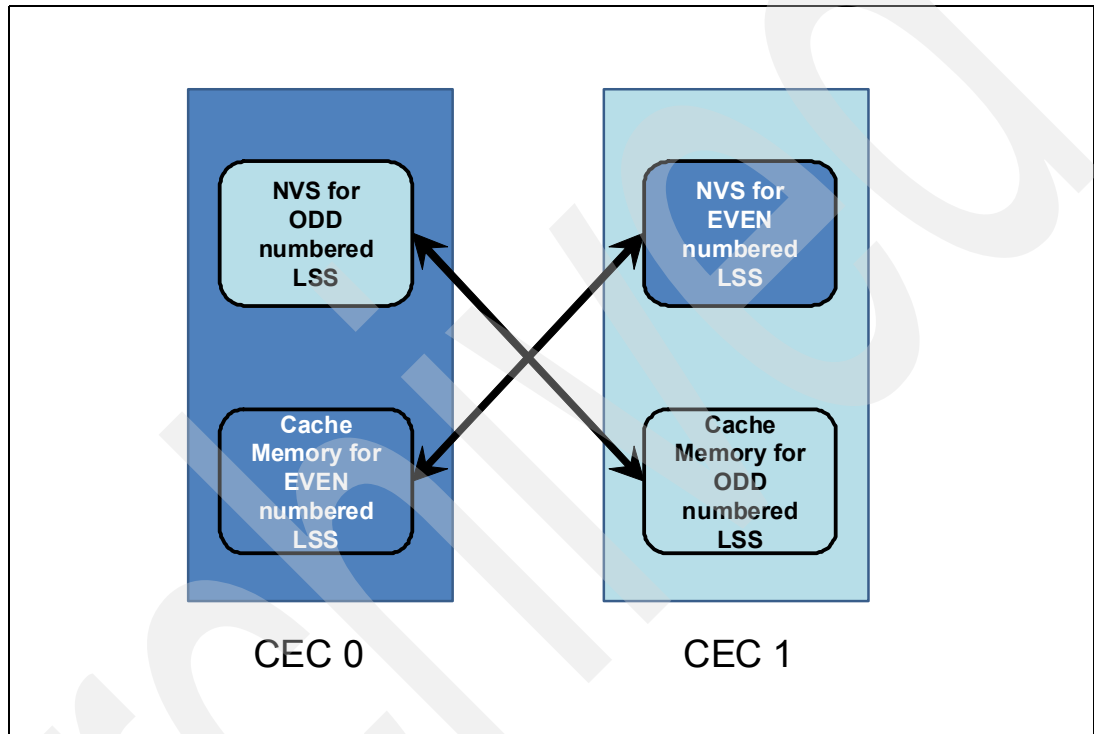 NVS for
ODD
numbered
LSS
NVS for
EVEN
numbered
LSS
Cache
Memory for
EVEN
numbered
LSS
Cache
Memory for
ODD
numbered
LSS
CEC 0
CEC 1